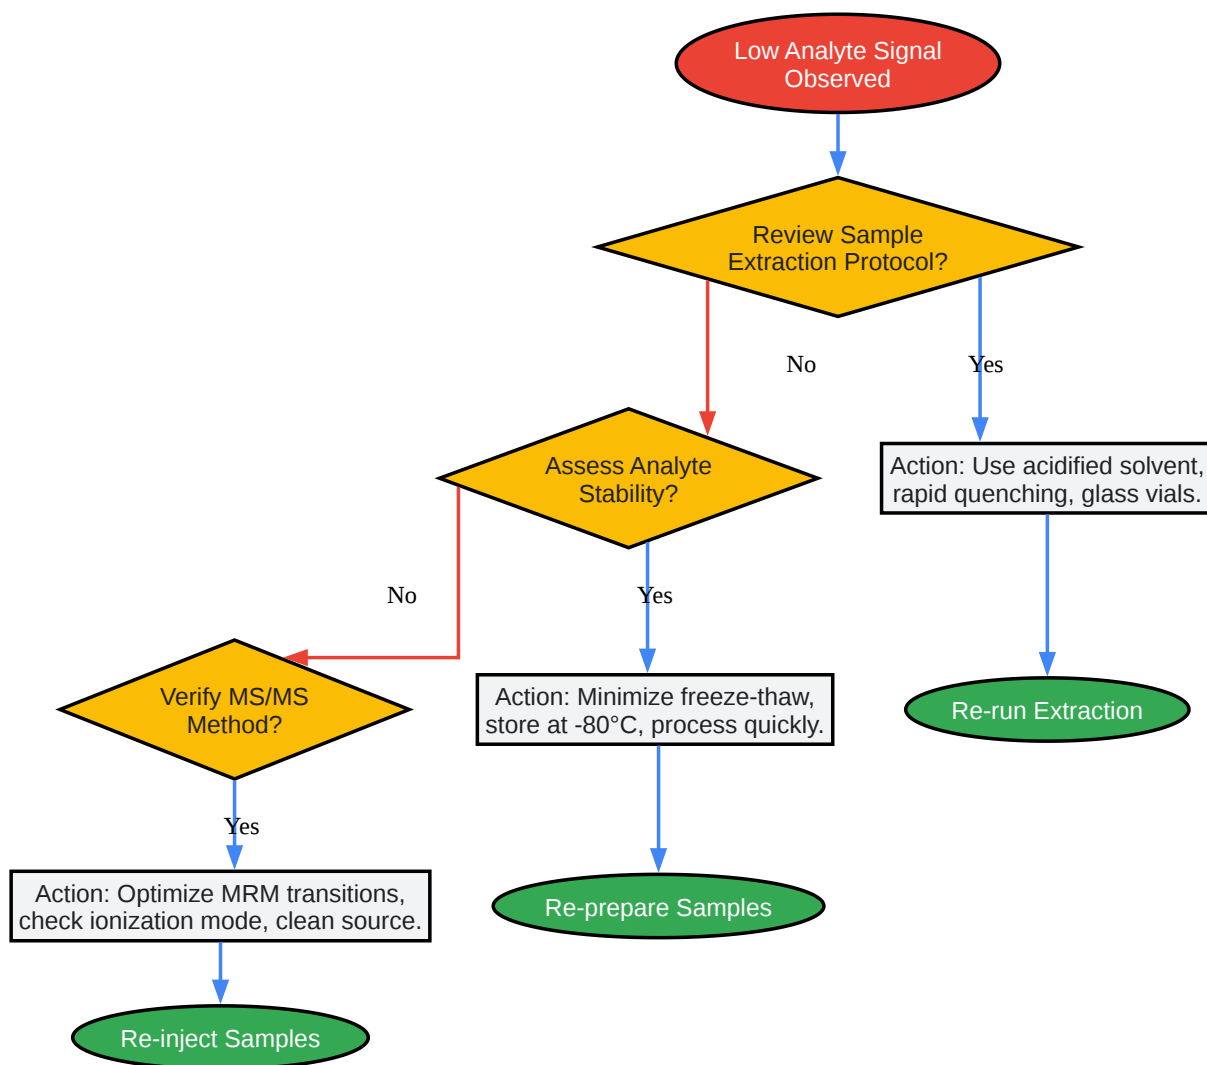 Low Analyte Signal
Observed
Review Sample
Extraction Protocol?
No
Yes
Assess Analyte
Stability?
Action: Use acidified solvent,
rapid quenching, glass vials.
No
Yes
Verify MS/MS
Method?
Action: Minimize freeze-thaw,
store at -80°C, process quickly.
Re-run Extraction
Yes
Action: Optimize MRM transitions,
check ionization mode, clean source.
Re-prepare Samples
Re-inject Samples